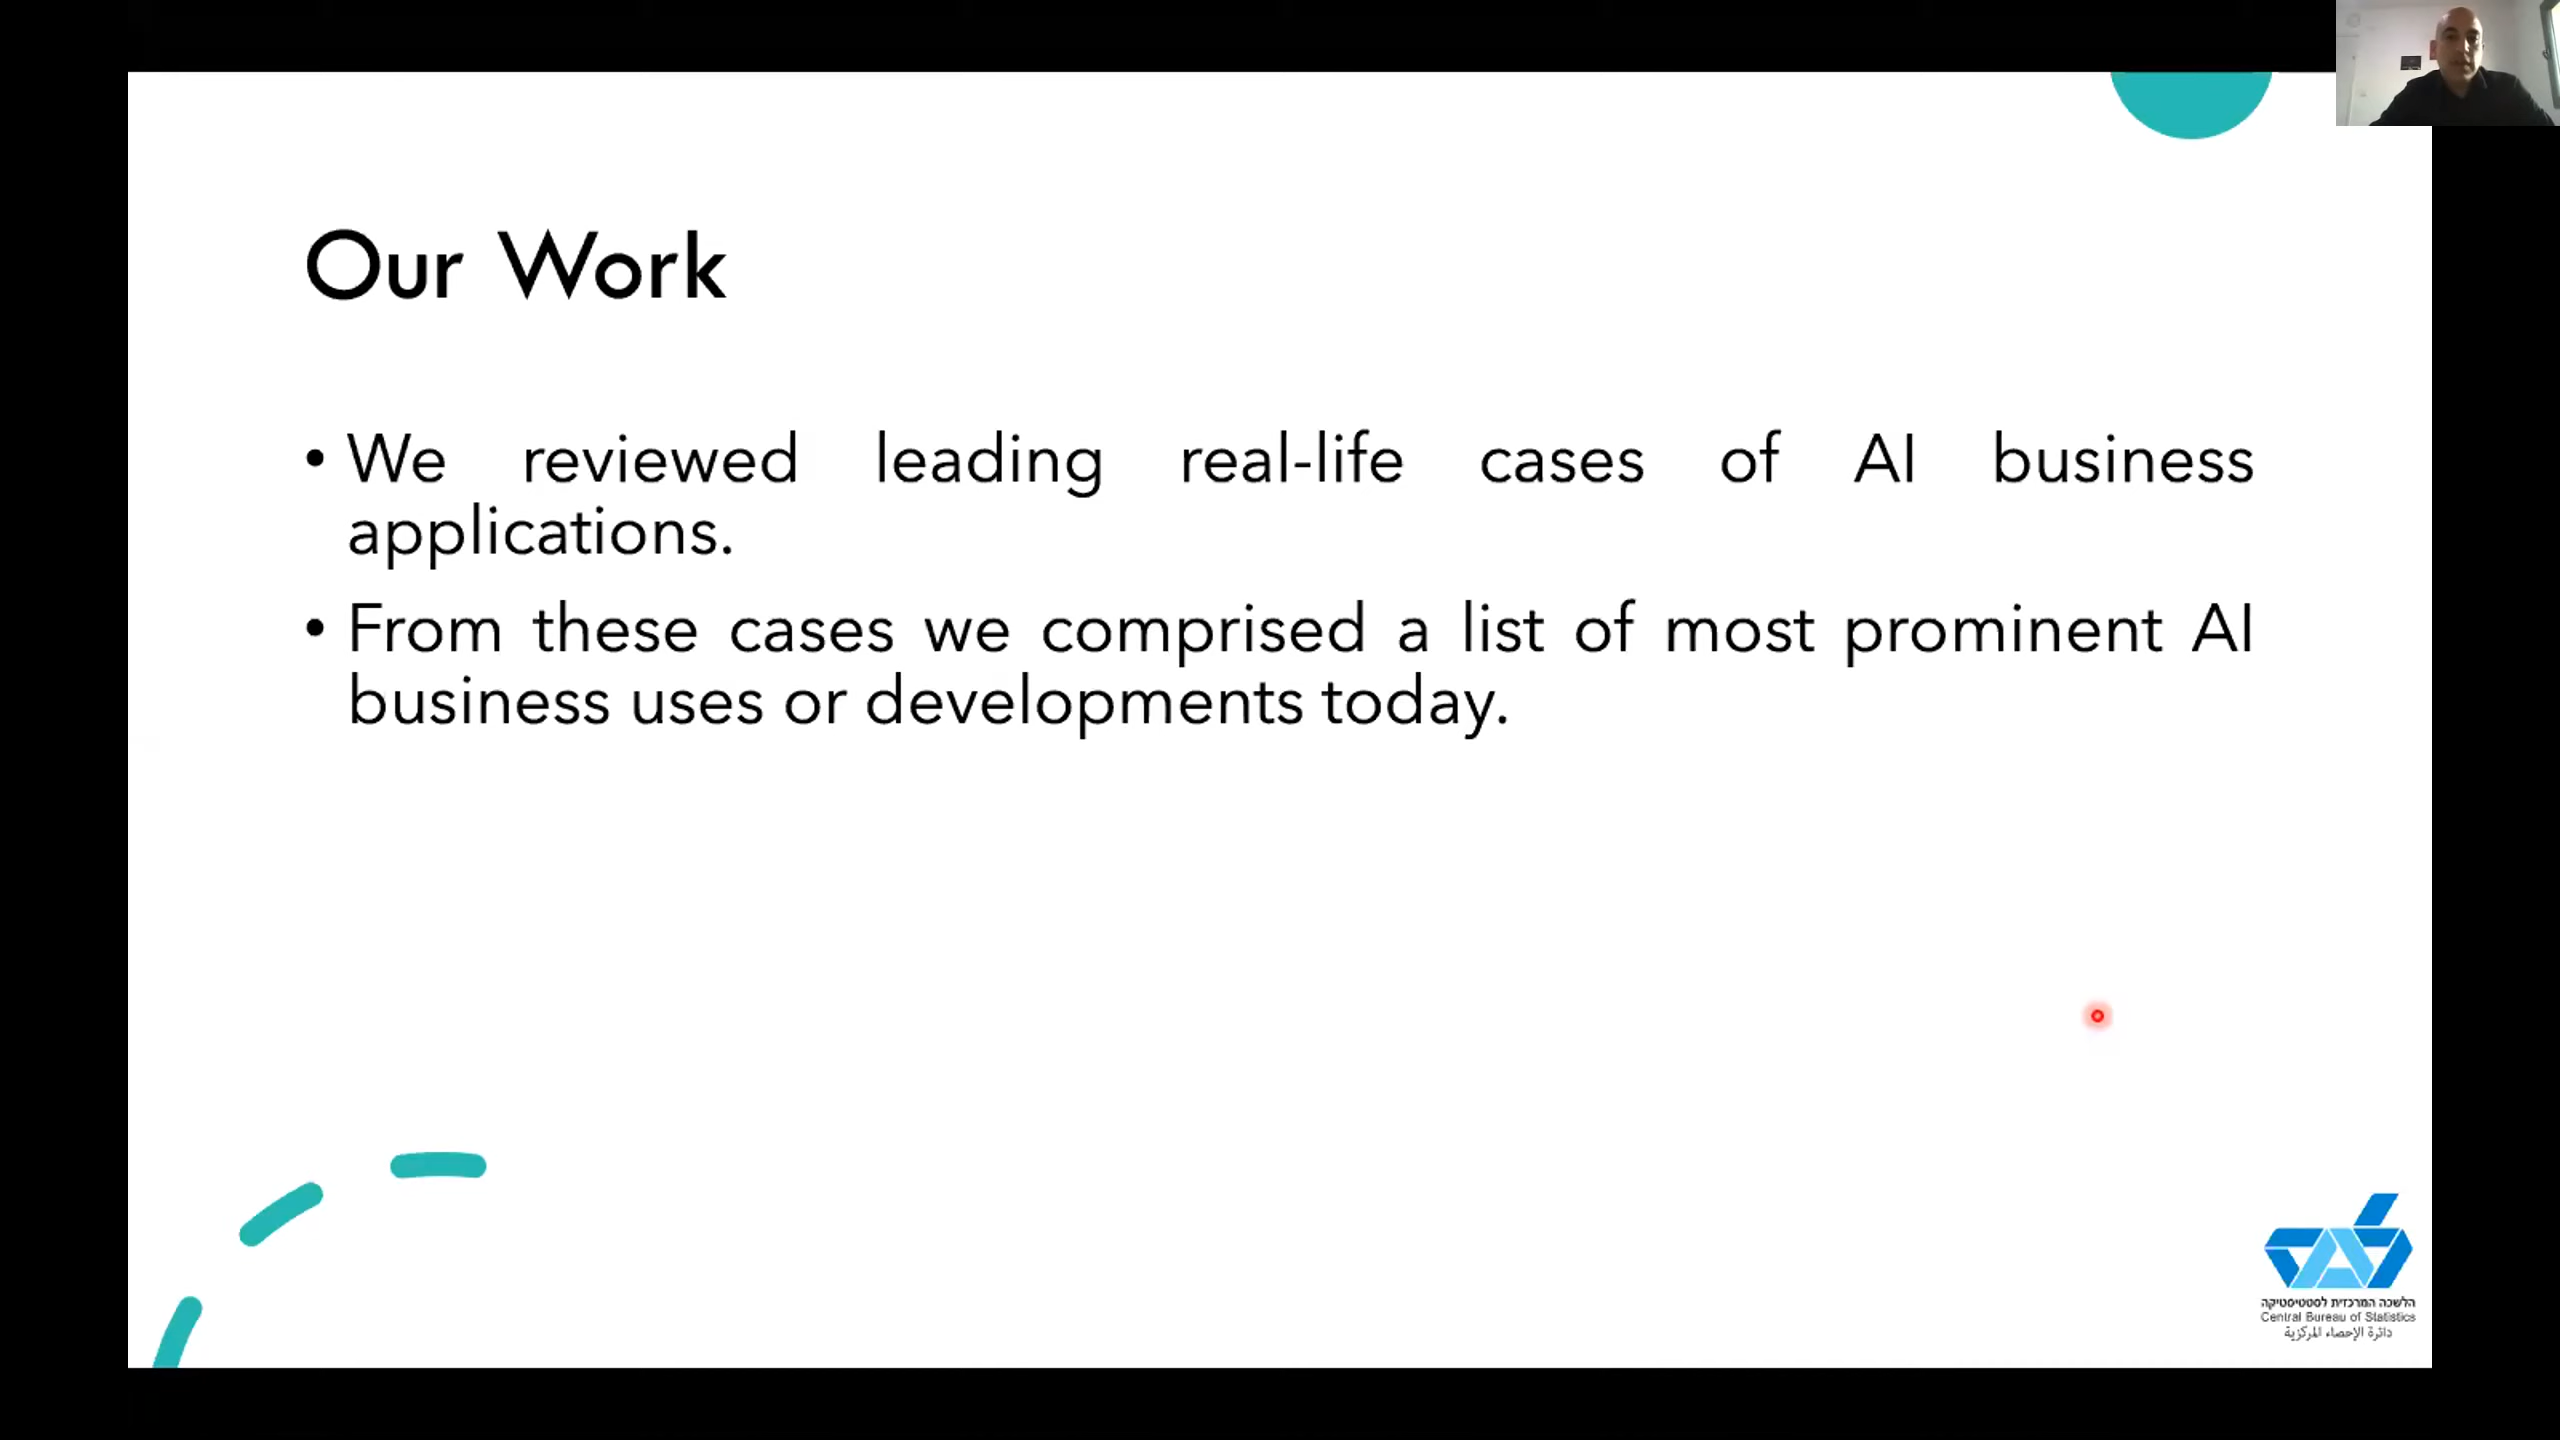 Our Work
• We reviewed leading real-life cases of AI business
applications.
• From these cases we comprised a list of most prominent AI
business uses or developments today.
הלשכה המרכזית לסטטיסטיקה
Central Bureau of Statistics
دائرة الإحصاء المركزية